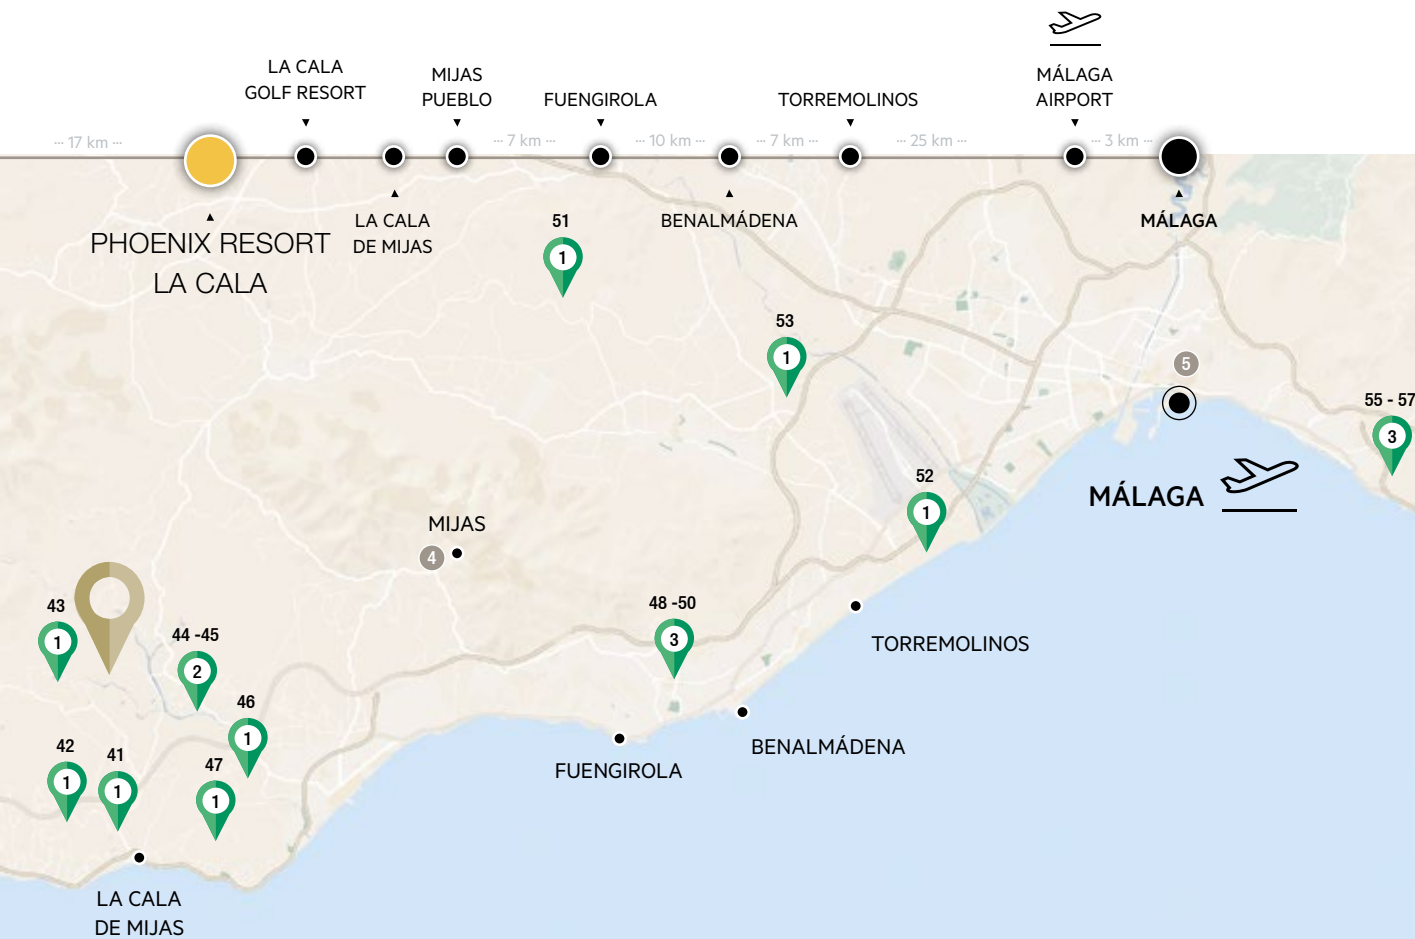 LA CALA
GOLF RESORT
MIJAS
PUEBLO
FUENGIROLA
TORREMOLINOS
MÁLAGA
AIRPORT
··· 17 km ···
··· 7 km ···
··· 10 km ···
··· 7 km ···
··· 25 km ···
··· 3 km ···
PHOENIX RESORT
LA CALA
LA CALA
DE MIJAS
BENALMÁDENA
MÁLAGA
51
1
53
1
5
55 - 57
3
52
1
MÁLAGA
MIJAS
4
43
1
44 -45
2
48 -50
3
TORREMOLINOS
46
1
42
1
41
1
47
1
BENALMÁDENA
FUENGIROLA
LA CALA
DE MIJAS